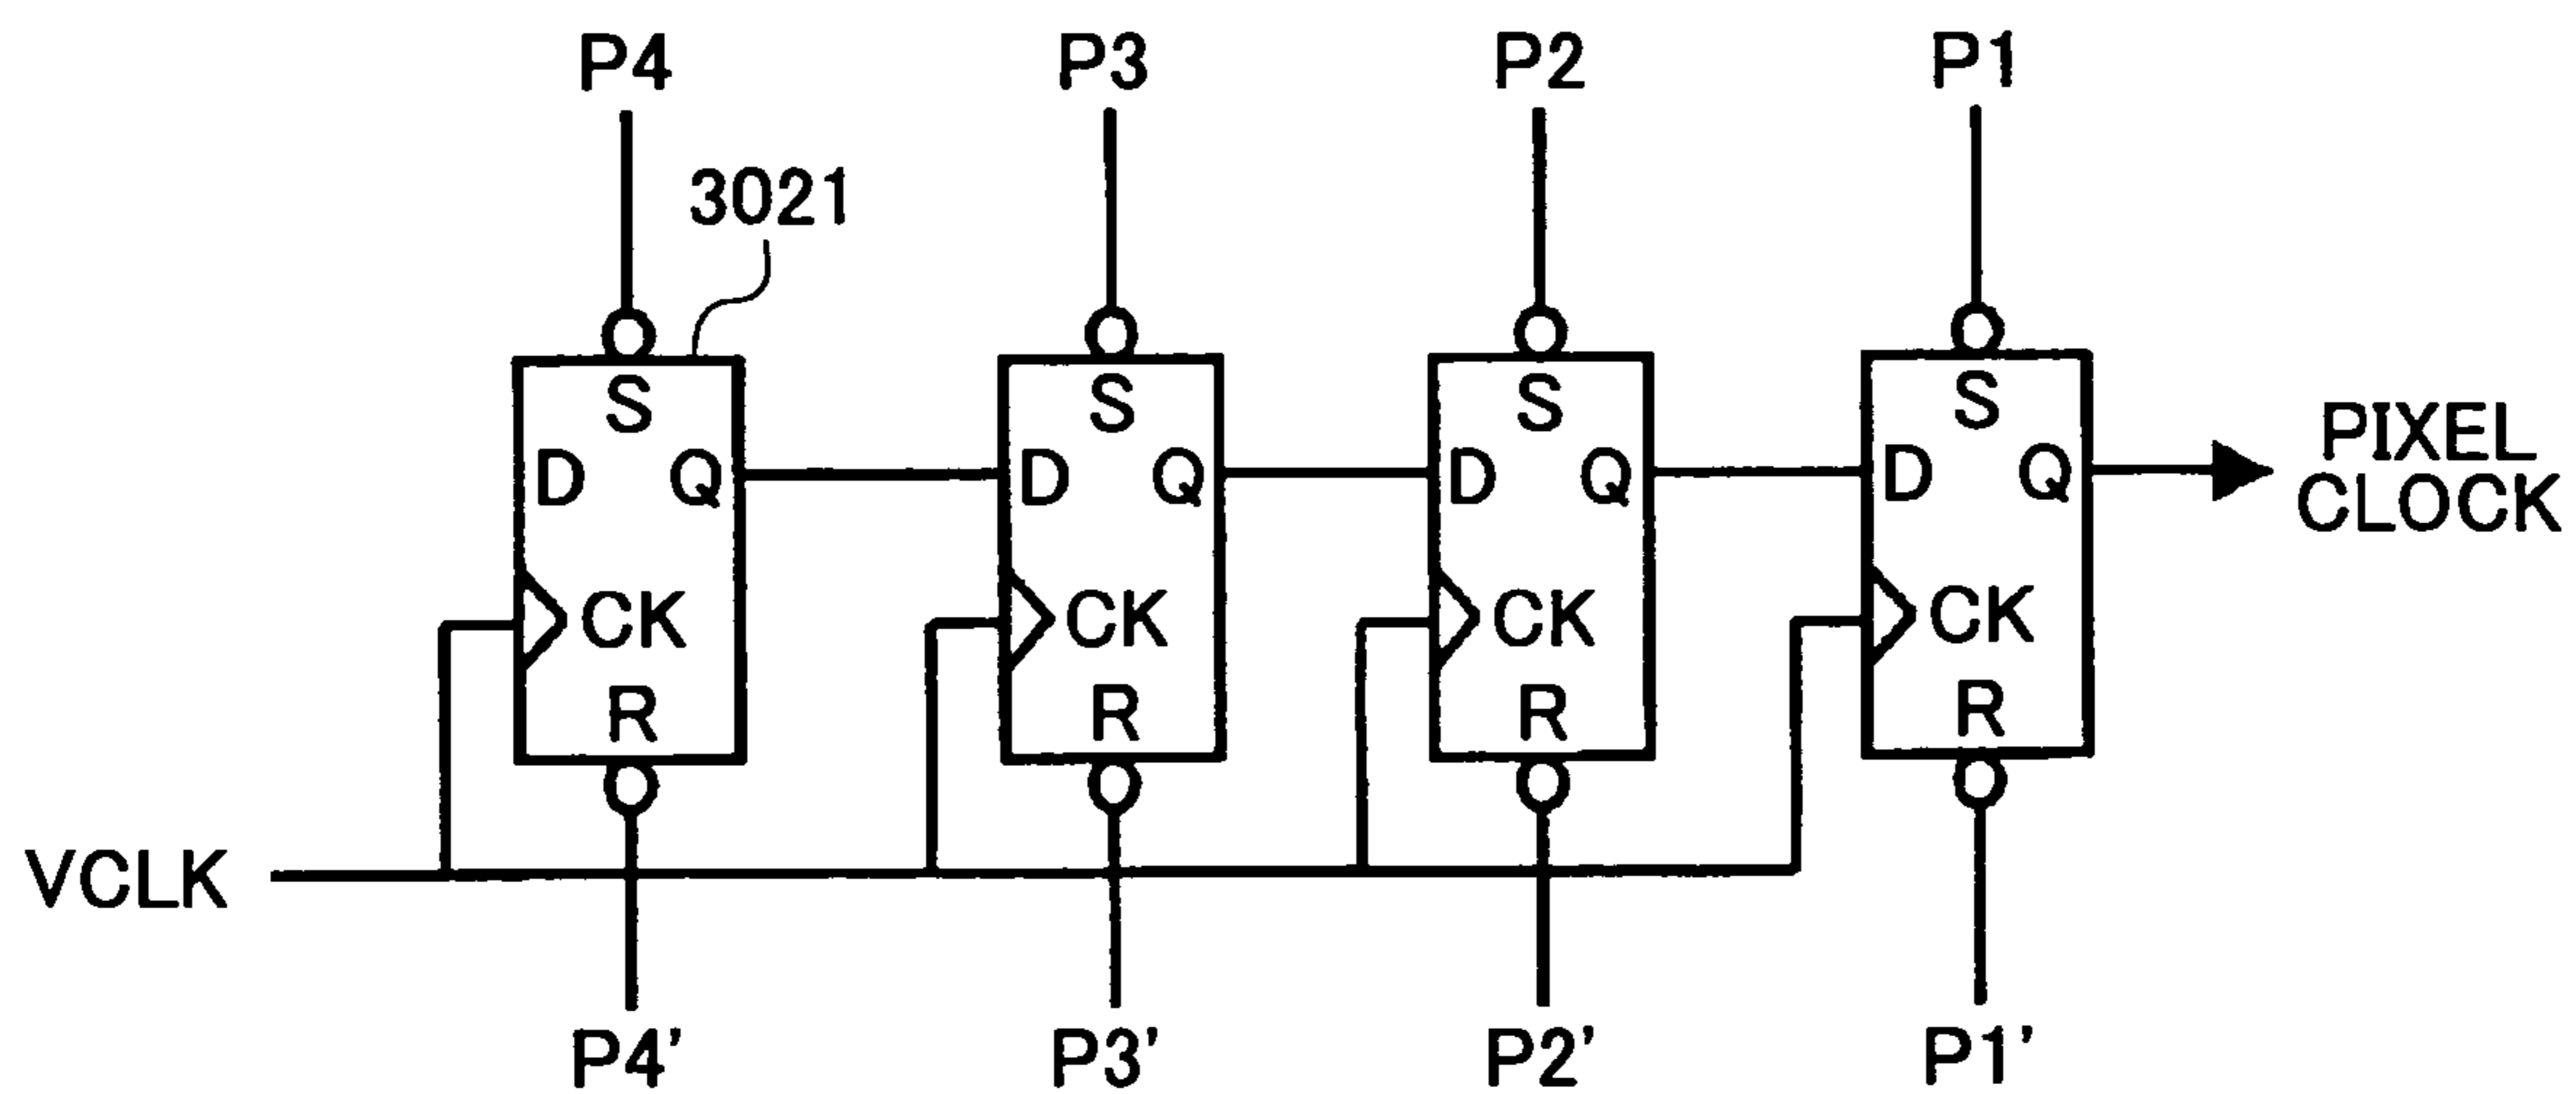 P4 P3 P2 P1
3021
S S S S
D Q D Q D Q D Q
PIXEL
CLOCK
CK CK CK CK
R R R R
VCLK
P4' P3' P2' P1'